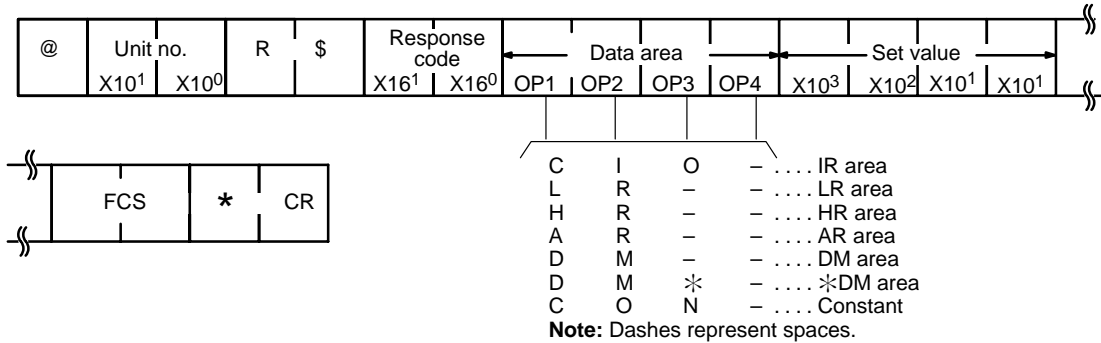 @ Unit no. R $ Response code Data area Set value
X10¹ X10⁰ X16¹ X16⁰ OP1 OP2 OP3 OP4 X10³ X10² X10¹ X10¹
FCS * CR
C I O – . . . . IR area
L R – – . . . . LR area
H R – – . . . . HR area
A R – – . . . . AR area
D M – – . . . . DM area
D M ✽ – . . . . ✽DM area
C O N – . . . . Constant
Note: Dashes represent spaces.